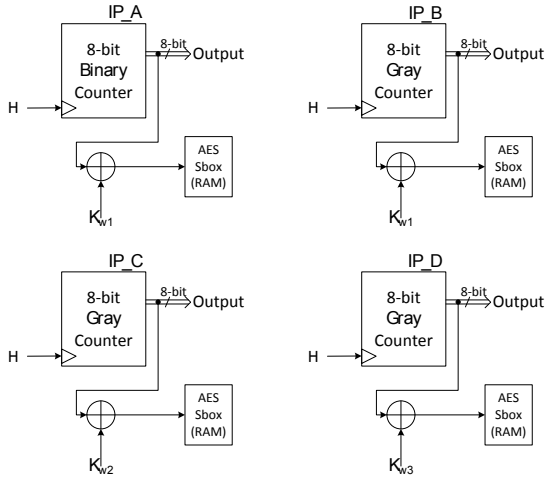 IP_A
8-bit
Binary
Counter
8-bit
Output
H
AES
Sbox
(RAM)
Kw1
IP_B
8-bit
Gray
Counter
8-bit
Output
H
AES
Sbox
(RAM)
Kw1
IP_C
8-bit
Gray
Counter
8-bit
Output
H
AES
Sbox
(RAM)
Kw2
IP_D
8-bit
Gray
Counter
8-bit
Output
H
AES
Sbox
(RAM)
Kw3